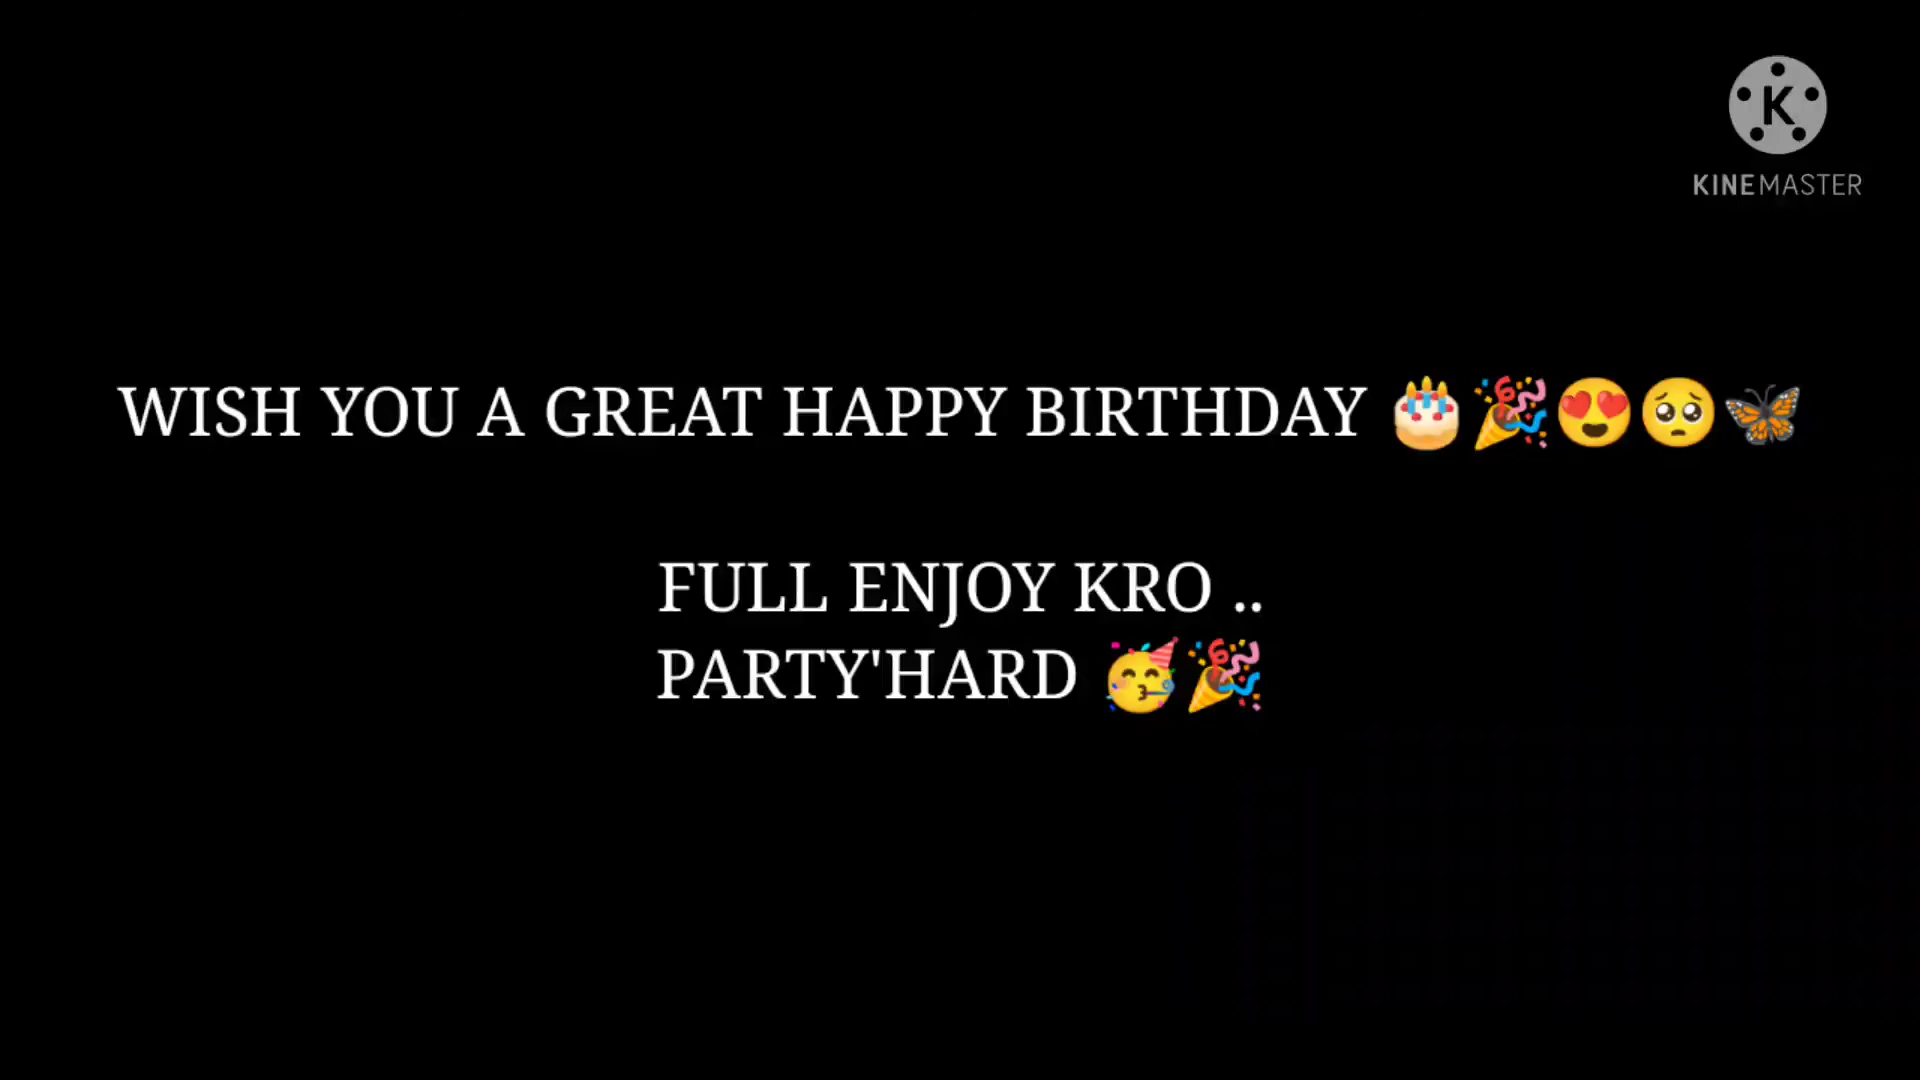 KINEMASTER
WISH YOU A GREAT HAPPY BIRTHDAY 🎂🎉😍🥺🦋
FULL ENJOY KRO ..
PARTY'HARD 🥳🎉